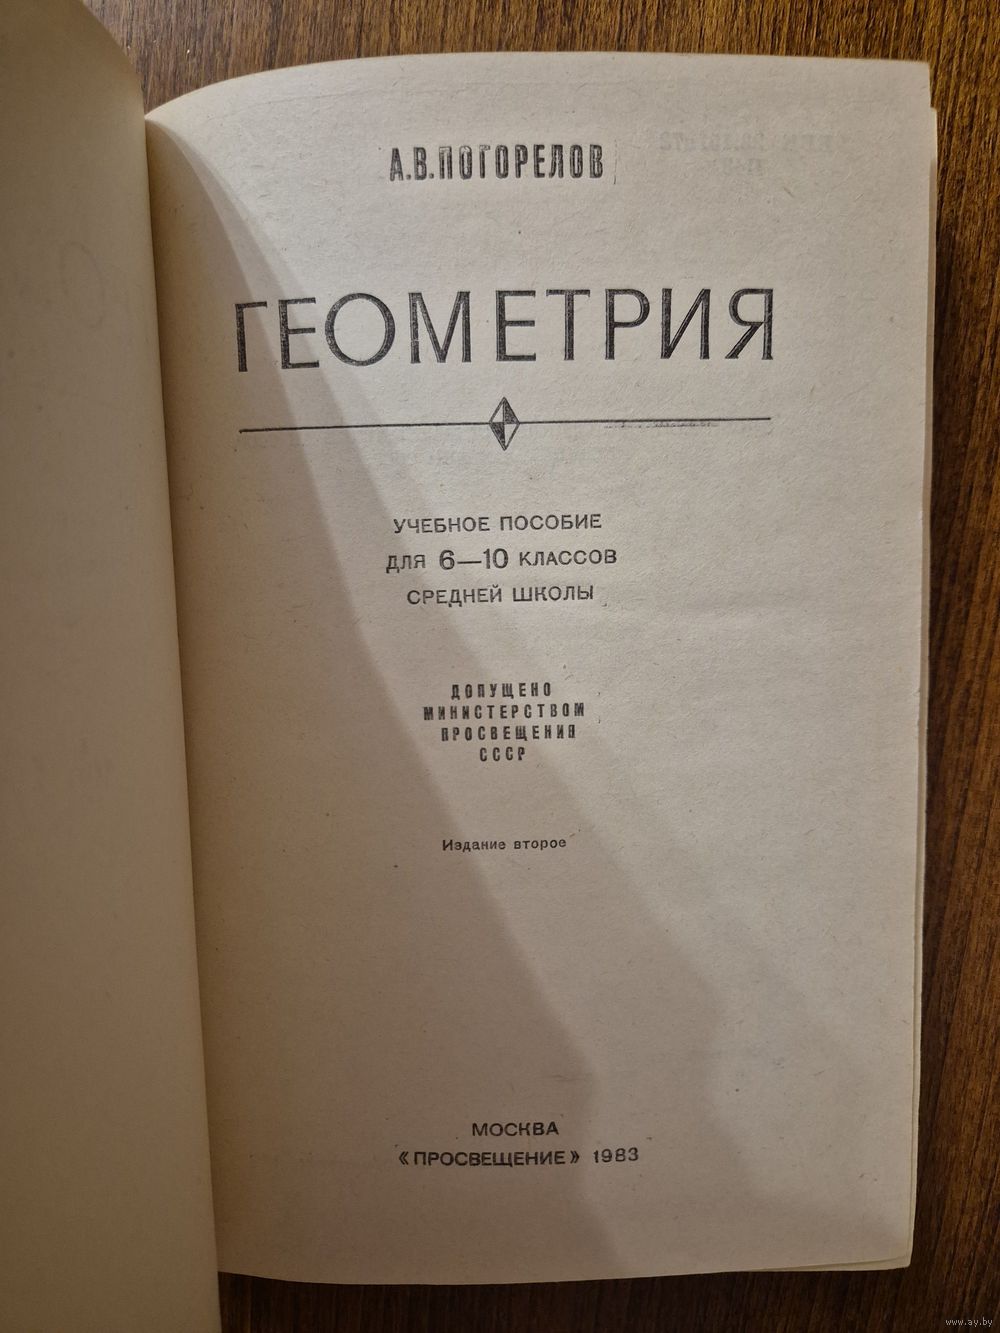 А.В.ПОГОРЕЛОВ
ГЕОМЕТРИЯ
УЧЕБНОЕ ПОСОБИЕ
ДЛЯ 6—10 КЛАССОВ
СРЕДНЕЙ ШКОЛЫ
ДОПУЩЕНО
МИНИСТЕРСТВОМ
ПРОСВЕЩЕНИЯ
СССР
Издание второе
МОСКВА
«ПРОСВЕЩЕНИЕ» 1983
www.ay.by